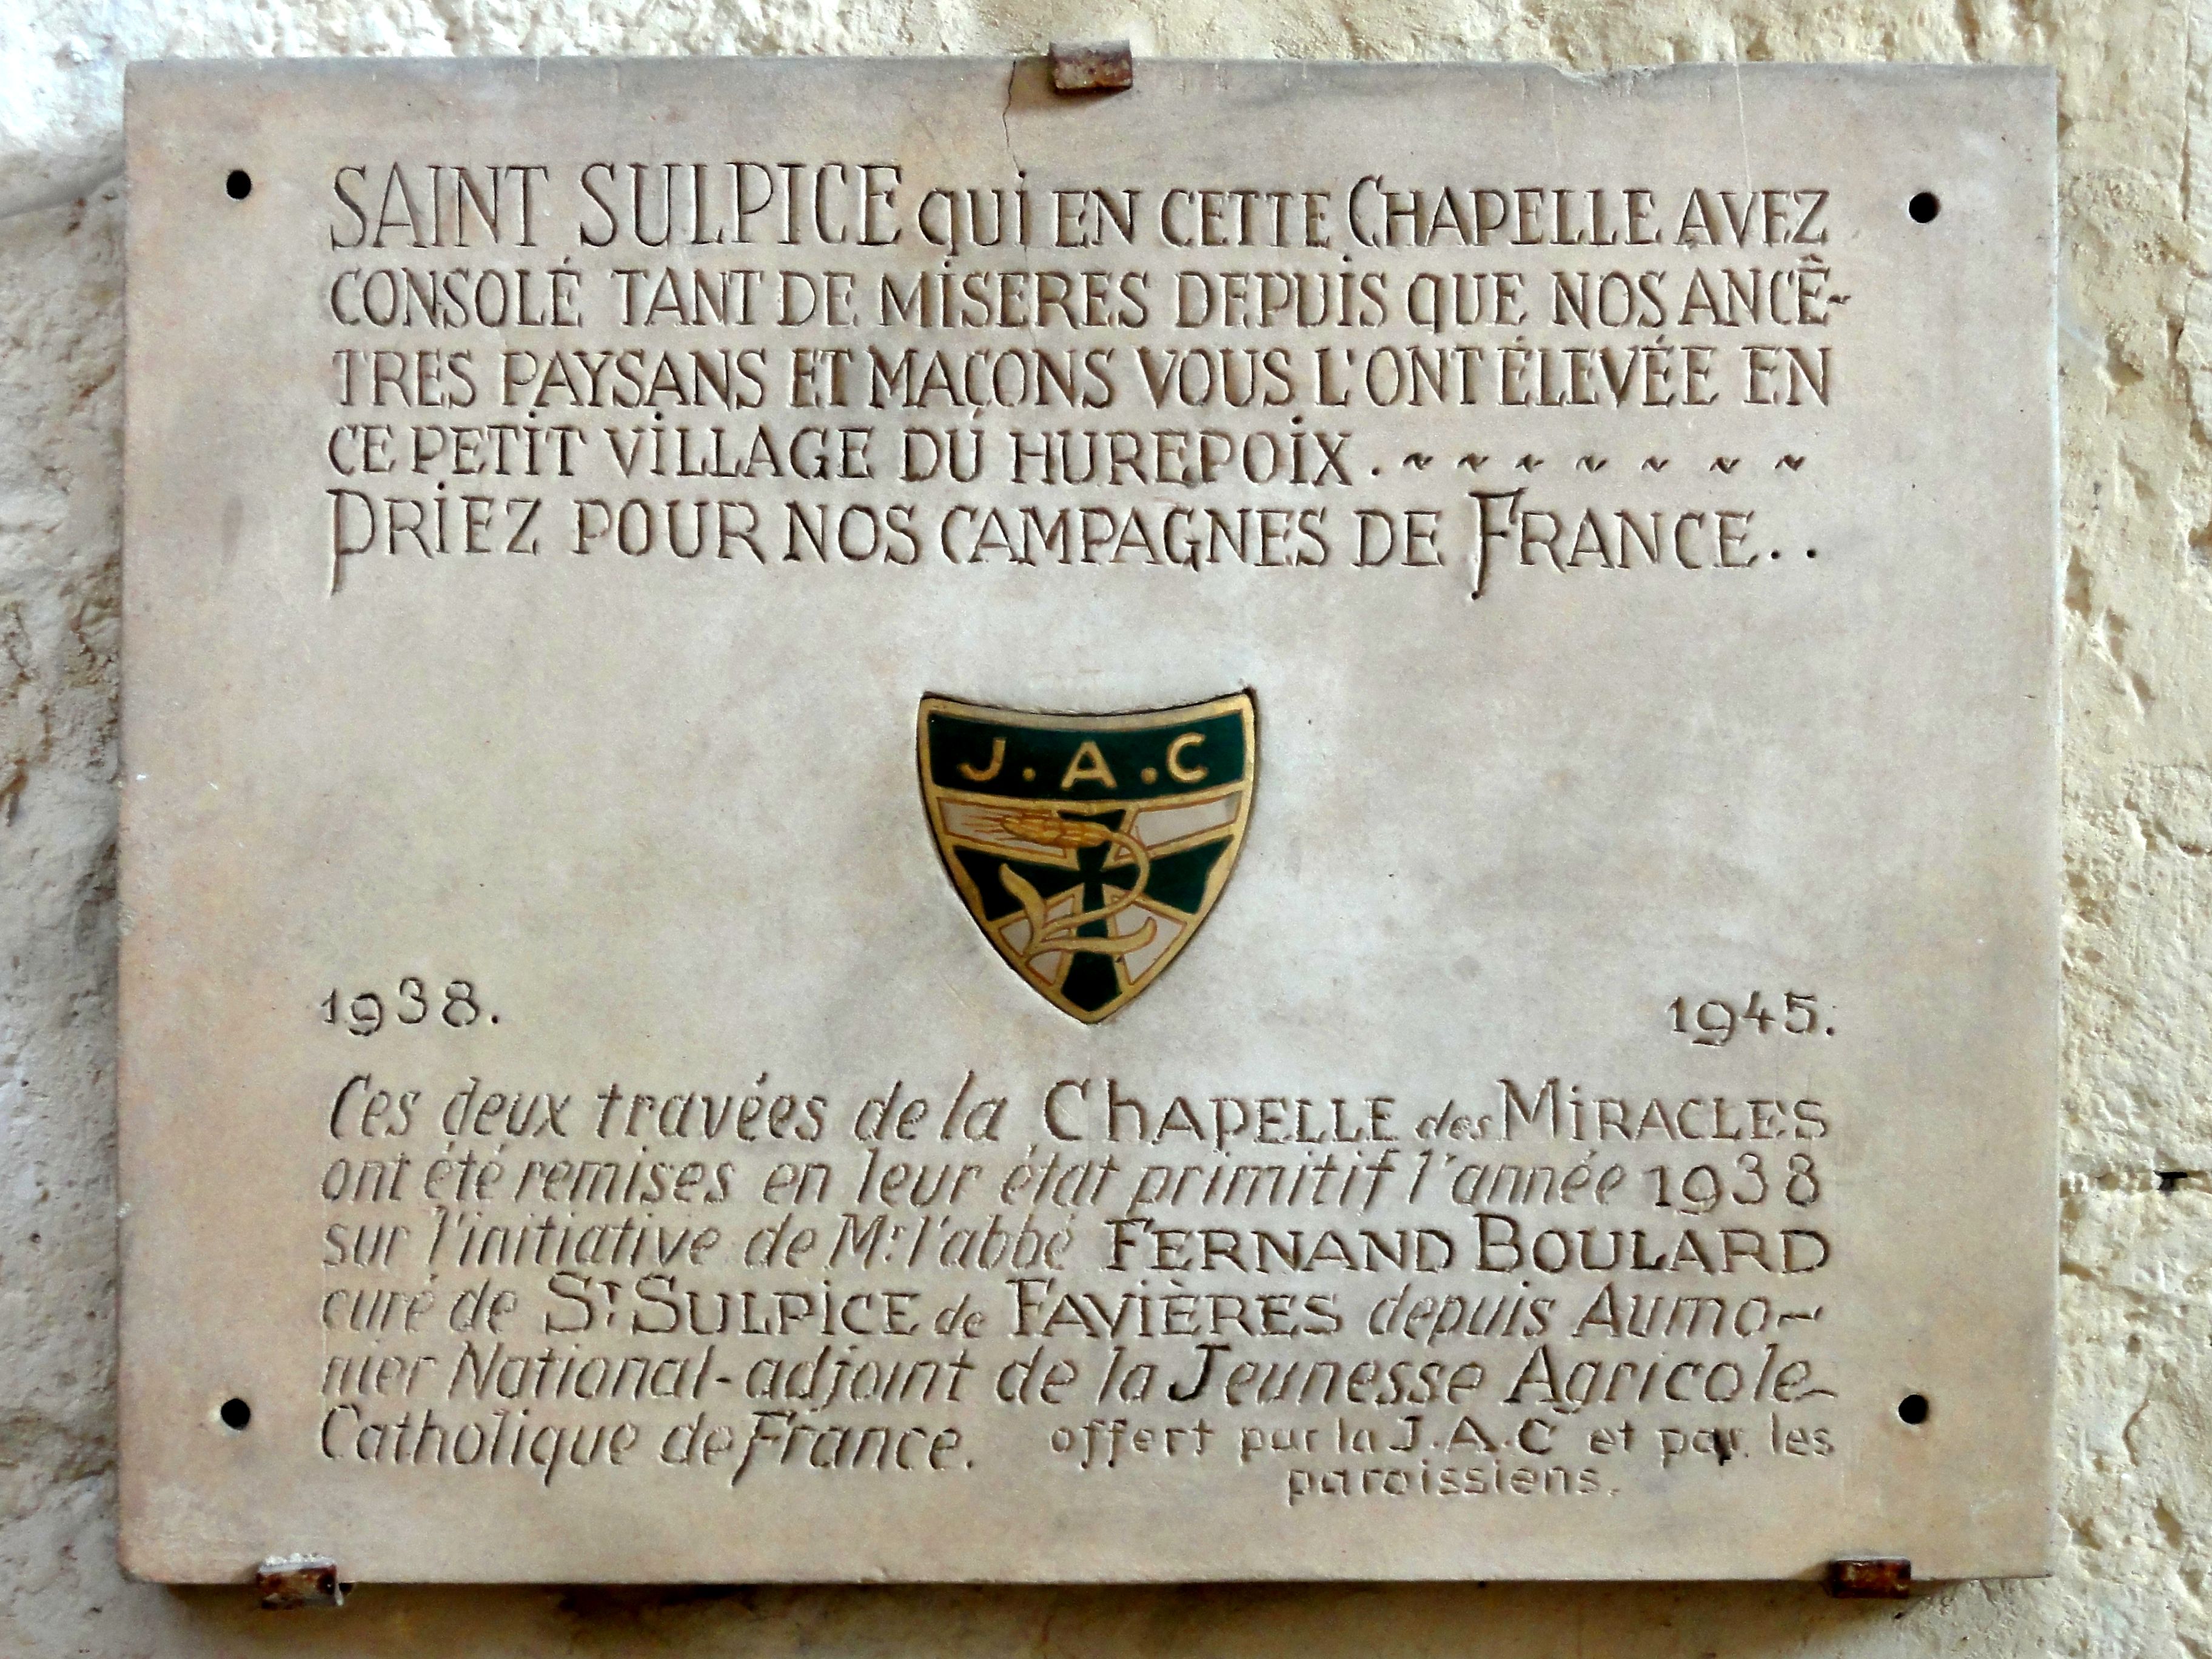 SAINT SULPICE QUI EN CETTE CHAPELLE AVEZ
CONSOLÉ TANT DE MISERES DEPUIS QUE NOS ANCÊ-
TRES PAYSANS ET MAÇONS VOUS L'ONT ÉLEVÉE EN
CE PETIT VILLAGE DU HUREPOIX. ~ ~ ~ ~ ~ ~ ~
PRIEZ POUR NOS CAMPAGNES DE FRANCE..
J.A.C
1938.
1945.
Ces deux travées de la CHAPELLE des MIRACLES
ont été remises en leur état primitif l'année 1938
sur l'initiative de Mr. l'abbé FERNAND BOULARD
curé de ST SULPICE de FAVIÈRES depuis Aumo-
nier National-adjoint de la Jeunesse Agricole
Catholique de France. offert par la J.A.C et par les
paroissiens.